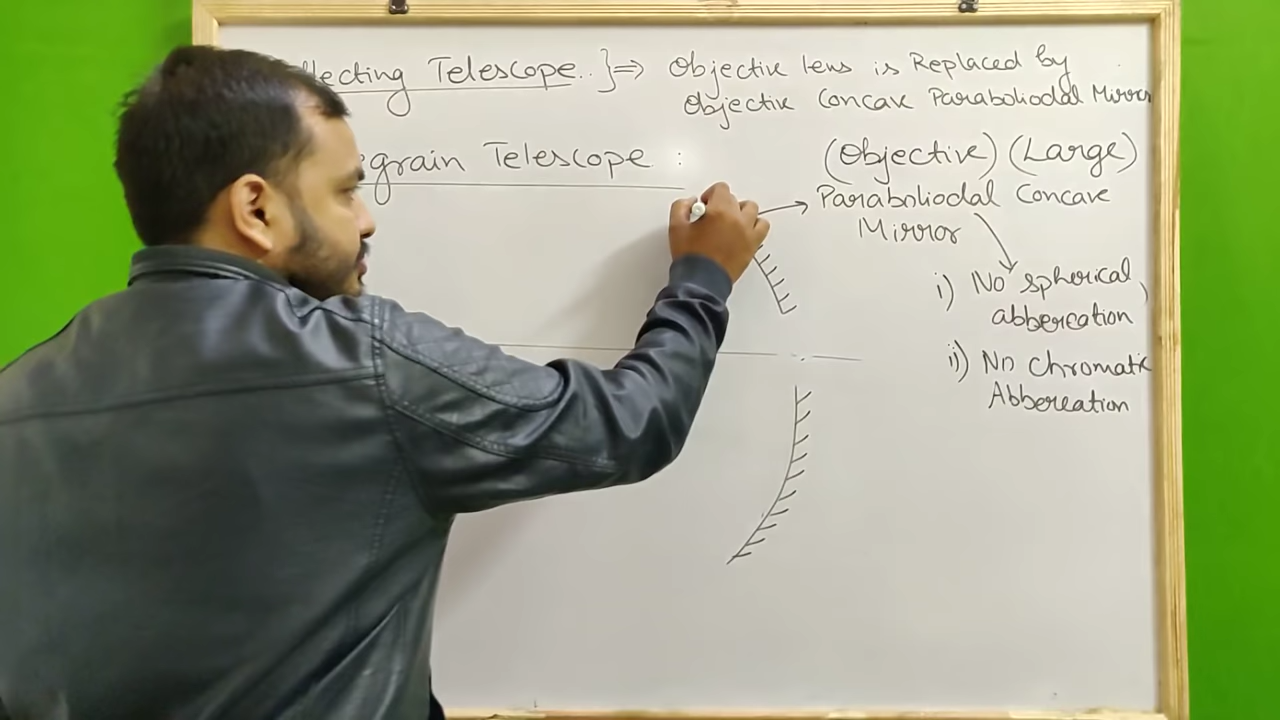 flecting Telescope..}⇒ Objective lens is Replaced by
Objective Concave Paraboliodal Mirror
grain Telescope :
(Objective) (Large)
Paraboliodal Concave
Mirror
i) No spherical,
abbereation
ii) No Chromatic
Abbereation